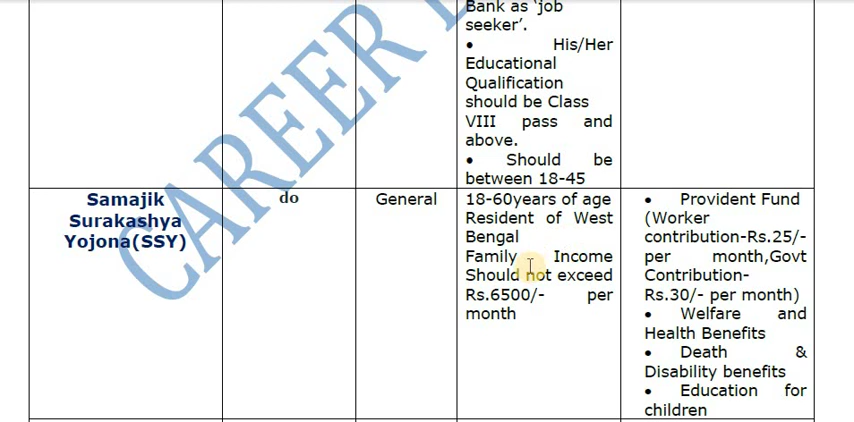 Bank as ‘job
seeker’.
• His/Her
Educational
Qualification
should be Class
VIII pass and
above.
• Should be
between 18-45
Samajik
Surakashya
Yojona(SSY)
do
General
18-60years of age
Resident of West
Bengal
Family Income
Should not exceed
Rs.6500/- per
month
• Provident Fund
(Worker
contribution-Rs.25/-
per month,Govt
Contribution-
Rs.30/- per month)
• Welfare and
Health Benefits
• Death &
Disability benefits
• Education for
children
CAREER